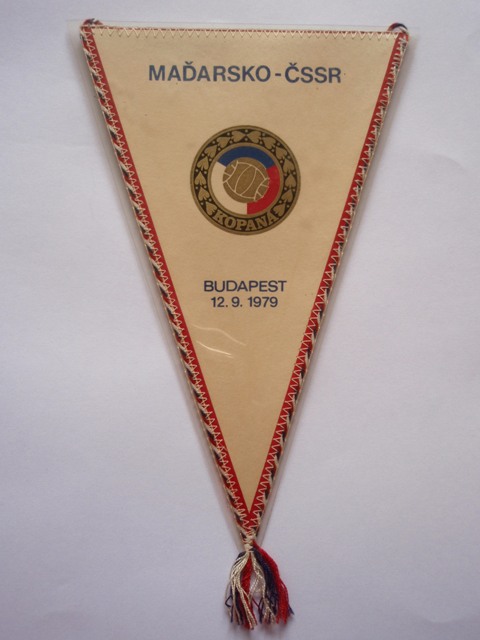 MAĎARSKO - ČSSR
KOPANÁ
BUDAPEST
12. 9. 1979